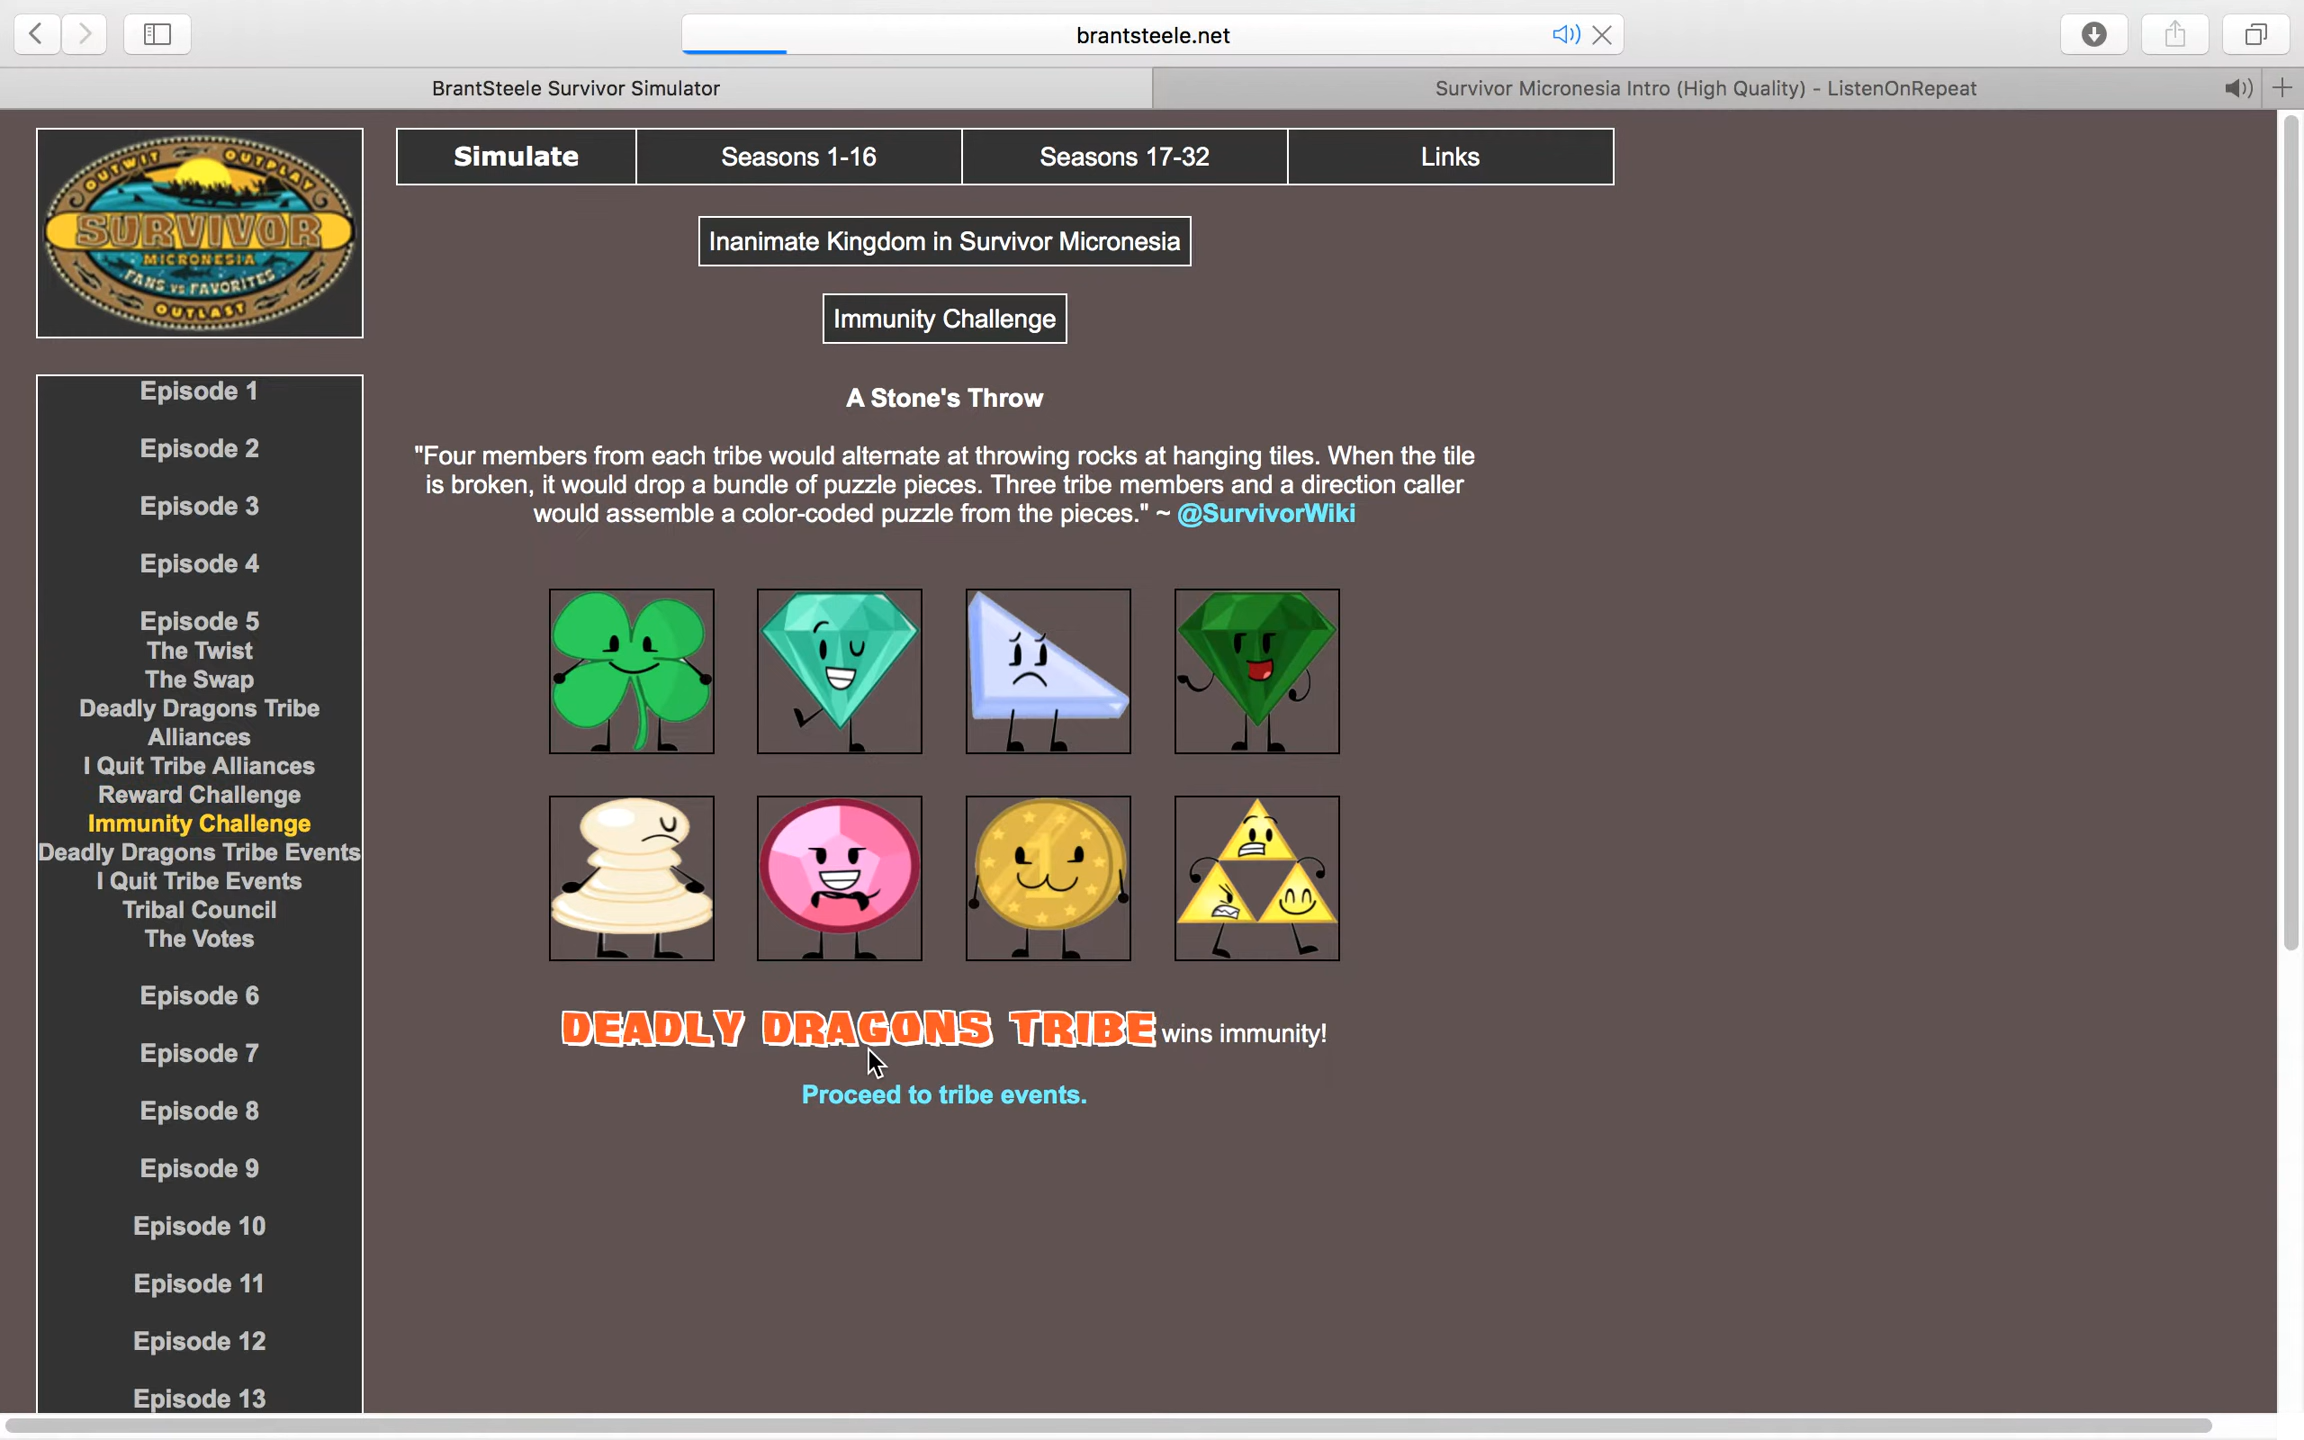 brantsteele.net
BrantSteele Survivor Simulator
Survivor Micronesia Intro (High Quality) - ListenOnRepeat
OUTWIT OUTPLAY
SURVIVOR
MICRONESIA
FANS vs FAVORITES
OUTLAST
Simulate
Seasons 1-16
Seasons 17-32
Links
Inanimate Kingdom in Survivor Micronesia
Immunity Challenge
A Stone's Throw
"Four members from each tribe would alternate at throwing rocks at hanging tiles. When the tile
is broken, it would drop a bundle of puzzle pieces. Three tribe members and a direction caller
would assemble a color-coded puzzle from the pieces." ~ @SurvivorWiki
1
DEADLY DRAGONS TRIBE wins immunity!
Proceed to tribe events.
Episode 1
Episode 2
Episode 3
Episode 4
Episode 5
The Twist
The Swap
Deadly Dragons Tribe
Alliances
I Quit Tribe Alliances
Reward Challenge
Immunity Challenge
Deadly Dragons Tribe Events
I Quit Tribe Events
Tribal Council
The Votes
Episode 6
Episode 7
Episode 8
Episode 9
Episode 10
Episode 11
Episode 12
Episode 13